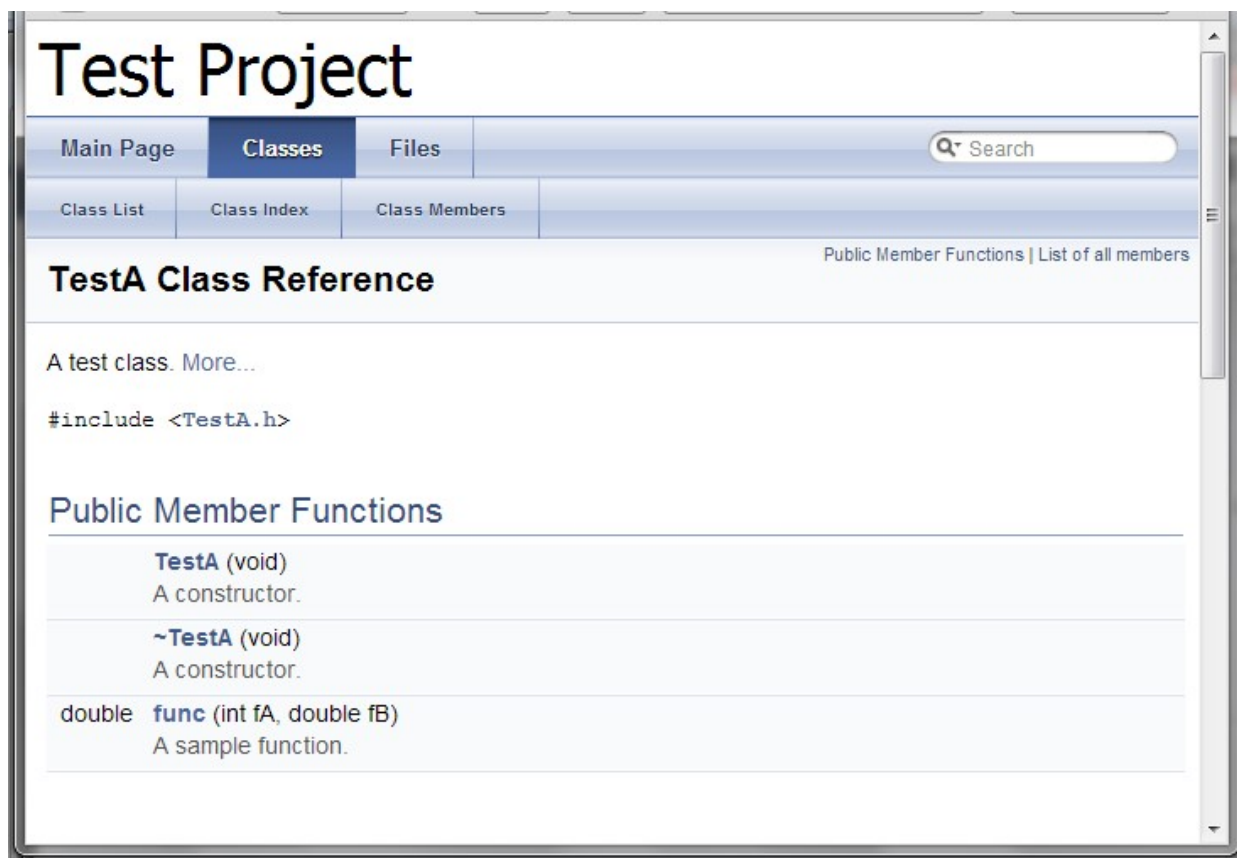 Test Project
Main Page Classes Files Search
Class List Class Index Class Members
Public Member Functions | List of all members
TestA Class Reference
A test class. More...
#include <TestA.h>
Public Member Functions
TestA (void)
A constructor.
~TestA (void)
A constructor.
double func (int fA, double fB)
A sample function.